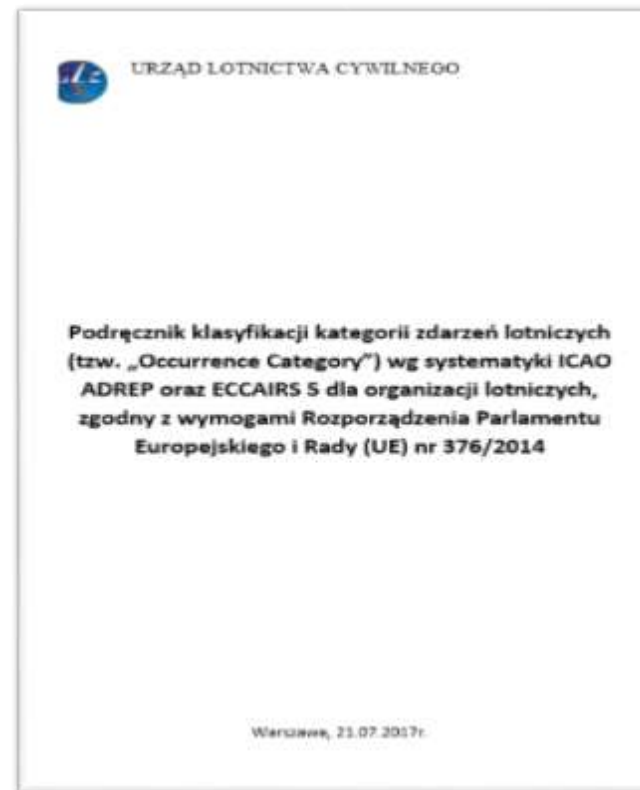 URZĄD LOTNICTWA CYWILNEGO
Podręcznik klasyfikacji kategorii zdarzeń lotniczych
(tzw. „Occurrence Category”) wg systematyki ICAO
ADREP oraz ECCAIRS 5 dla organizacji lotniczych,
zgodny z wymogami Rozporządzenia Parlamentu
Europejskiego i Rady (UE) nr 376/2014
Warszawa, 21.07.2017r.